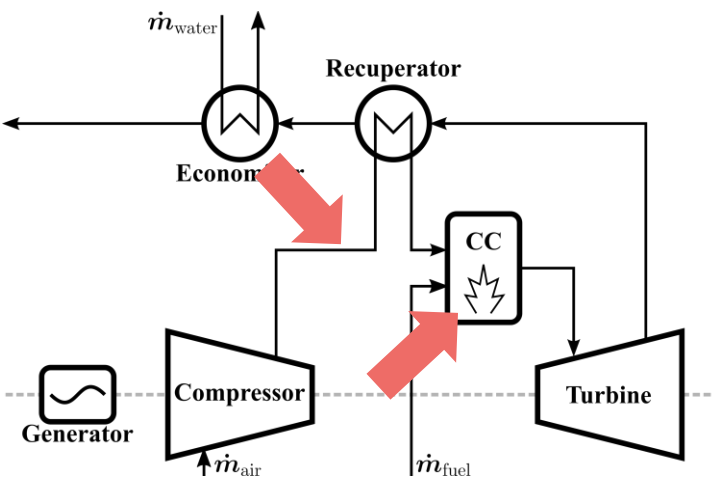 ṁwater
Recuperator
CC
Compressor
Turbine
Generator
ṁair
ṁfuel